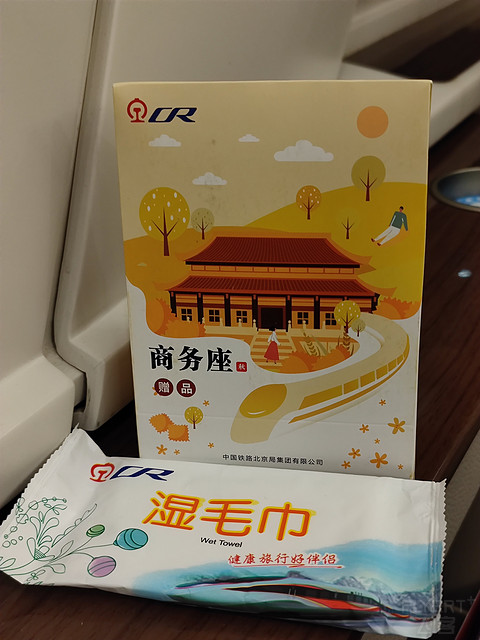 CR
商务座 秋
赠品
中国铁路北京局集团有限公司
CR
湿毛巾
Wet Towel
健康旅行好伴侣